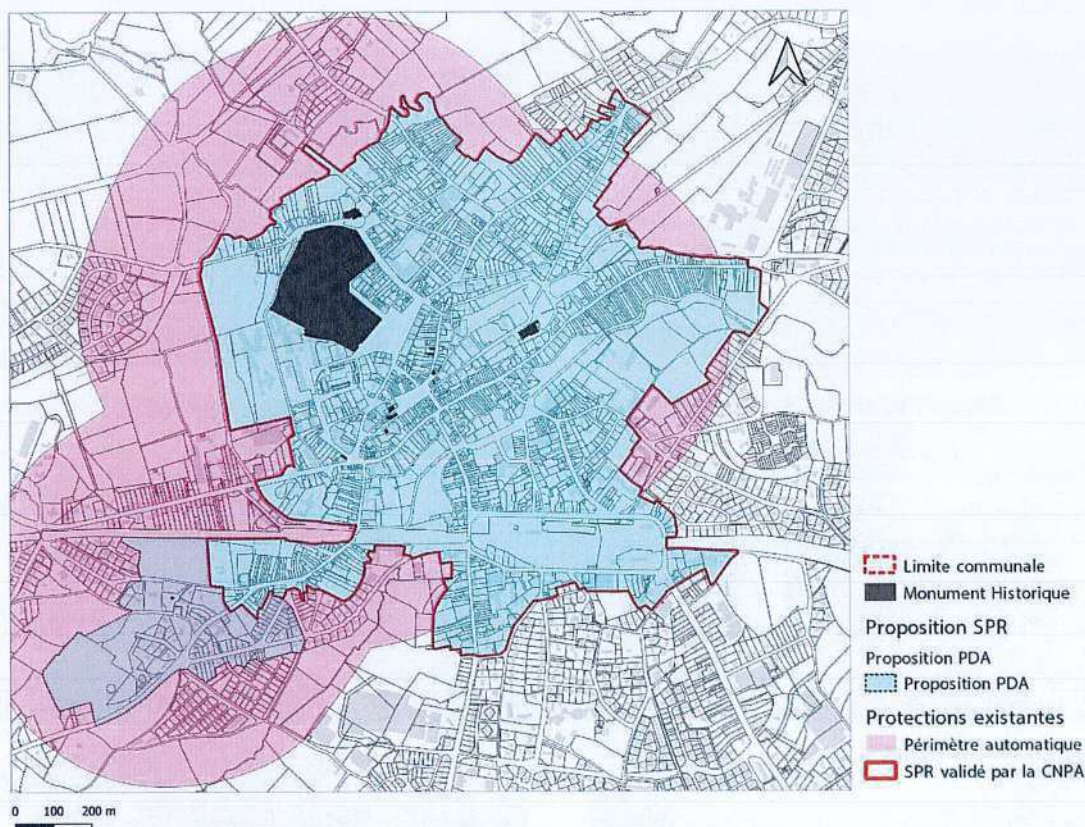 Limite communale
Monument Historique
Proposition SPR
Proposition PDA
Proposition PDA
Protections existantes
Périmètre automatique
SPR validé par la CNPA
0 100 200 m